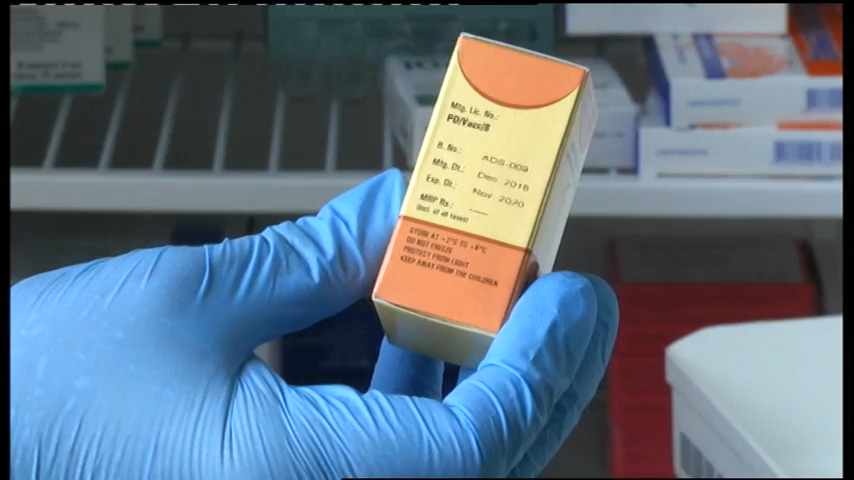 Mfg. Lic. No.:
PD/Vacc/8
B. No.: ADS-009
Mfg. Dt.: Dec 2018
Exp. Dt.: Nov. 2020
MRP Rs.: ---
(Incl. of all taxes)
STORE AT +2°C TO +8°C
DO NOT FREEZE
PROTECT FROM LIGHT
KEEP AWAY FROM THE CHILDREN